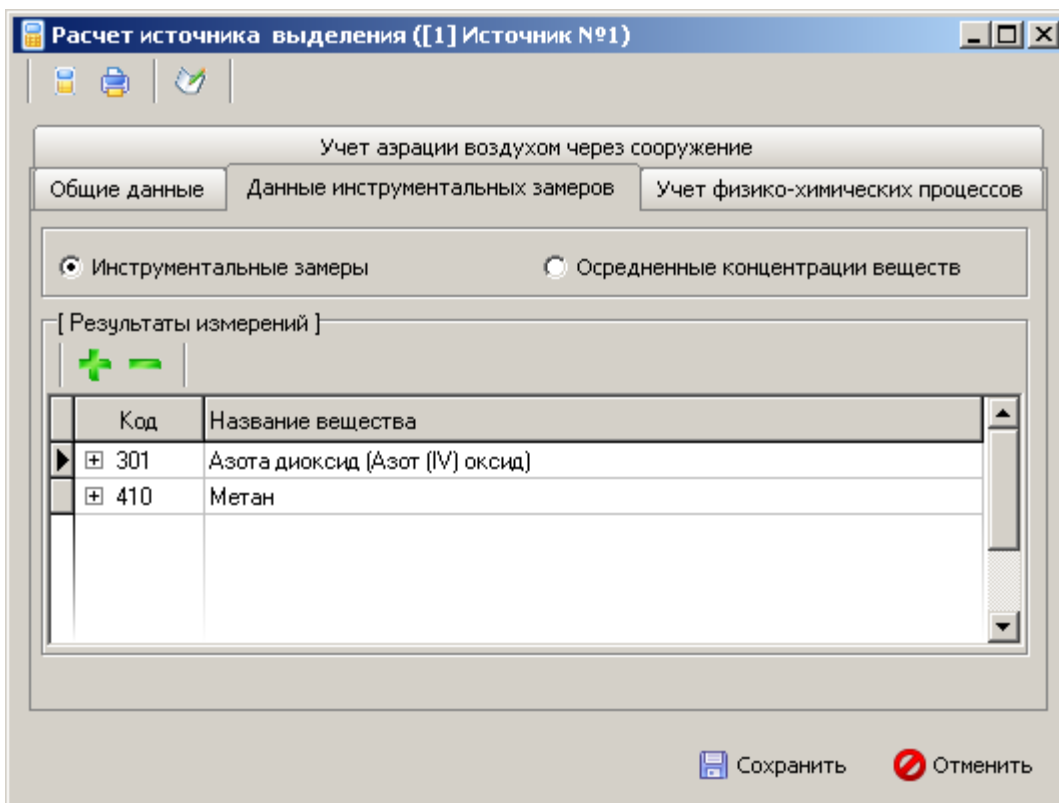 Расчет источника выделения ([1] Источник №1)
Учет аэрации воздухом через сооружение
Общие данные
Данные инструментальных замеров
Учет физико-химических процессов
Инструментальные замеры
Осредненные концентрации веществ
[ Результаты измерений ]
Код Название вещества
301 Азота диоксид (Азот (IV) оксид)
410 Метан
Сохранить
Отменить